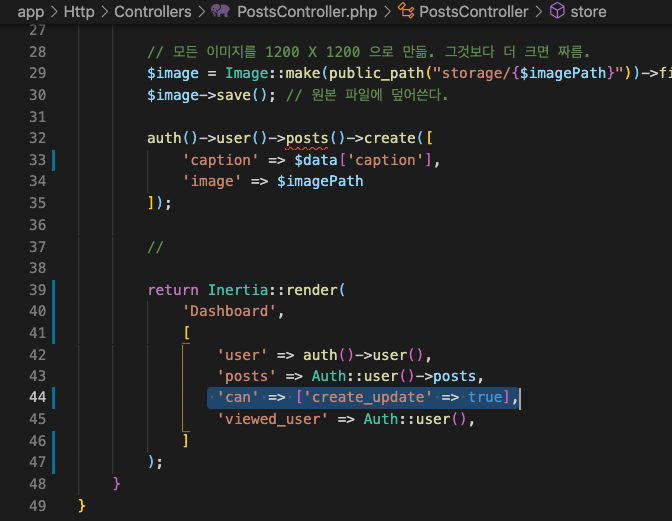 app > Http > Controllers > PostsController.php > PostsController > store
27
28 // 모든 이미지를 1200 X 1200 으로 만듦. 그것보다 더 크면 짜름.
29 $image = Image::make(public_path("storage/{$imagePath}"))->fi
30 $image->save(); // 원본 파일에 덮어쓴다.
31
32 auth()->user()->posts()->create([
33 'caption' => $data['caption'],
34 'image' => $imagePath
35 ]);
36
37 //
38
39 return Inertia::render(
40 'Dashboard',
41 [
42 'user' => auth()->user(),
43 'posts' => Auth::user()->posts,
44 'can' => ['create_update' => true],
45 'viewed_user' => Auth::user(),
46 ]
47 );
48 }
49 }